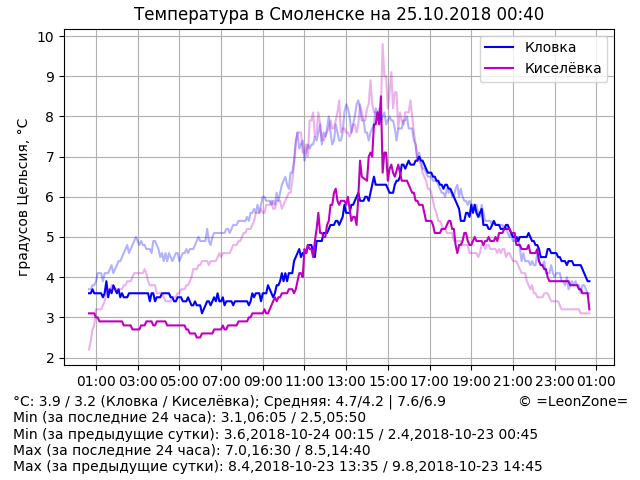 Температура в Смоленске на 25.10.2018 00:40
градусов Цельсия, °C
10
9
8
7
6
5
4
3
2
Кловка
Киселёвка
01:00 03:00 05:00 07:00 09:00 11:00 13:00 15:00 17:00 19:00 21:00 23:00 01:00
°C: 3.9 / 3.2 (Кловка / Киселёвка); Средняя: 4.7/4.2 | 7.6/6.9 © =LeonZone=
Min (за последние 24 часа): 3.1,06:05 / 2.5,05:50
Min (за предыдущие сутки): 3.6,2018-10-24 00:15 / 2.4,2018-10-23 00:45
Max (за последние 24 часа): 7.0,16:30 / 8.5,14:40
Max (за предыдущие сутки): 8.4,2018-10-23 13:35 / 9.8,2018-10-23 14:45